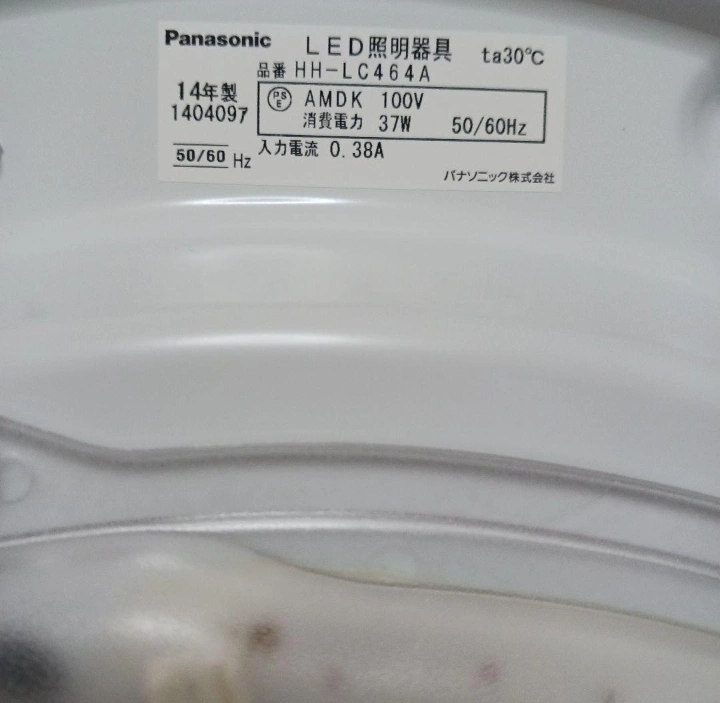 Panasonic LED照明器具 ta30℃
品番 HH-LC464A
14年製
1404097
PS
E
AMDK 100V
消費電力 37W 50/60Hz
50/60 Hz
入力電流 0.38A
パナソニック株式会社